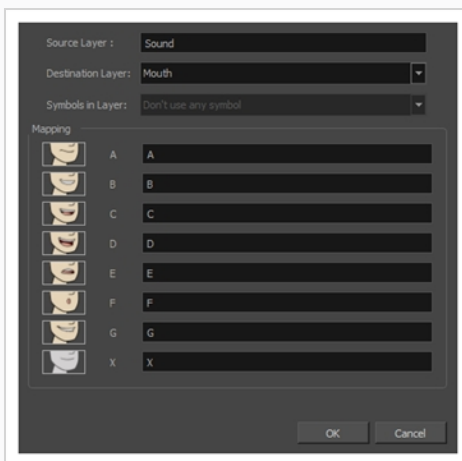 Source Layer : Sound
Destination Layer: Mouth
Symbols in Layer: Don't use any symbol
Mapping
A A
B B
C C
D D
E E
F F
G G
X X
OK Cancel